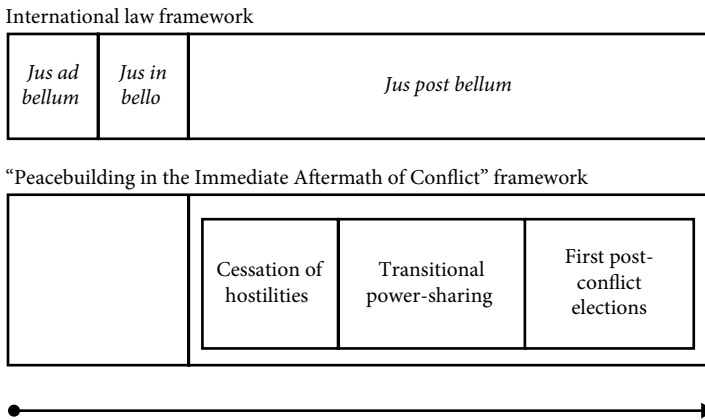 International law framework
Jus ad
bellum
Jus in
bello
Jus post bellum
“Peacebuilding in the Immediate Aftermath of Conflict” framework
Cessation of
hostilities
Transitional
power-sharing
First post-
conflict
elections